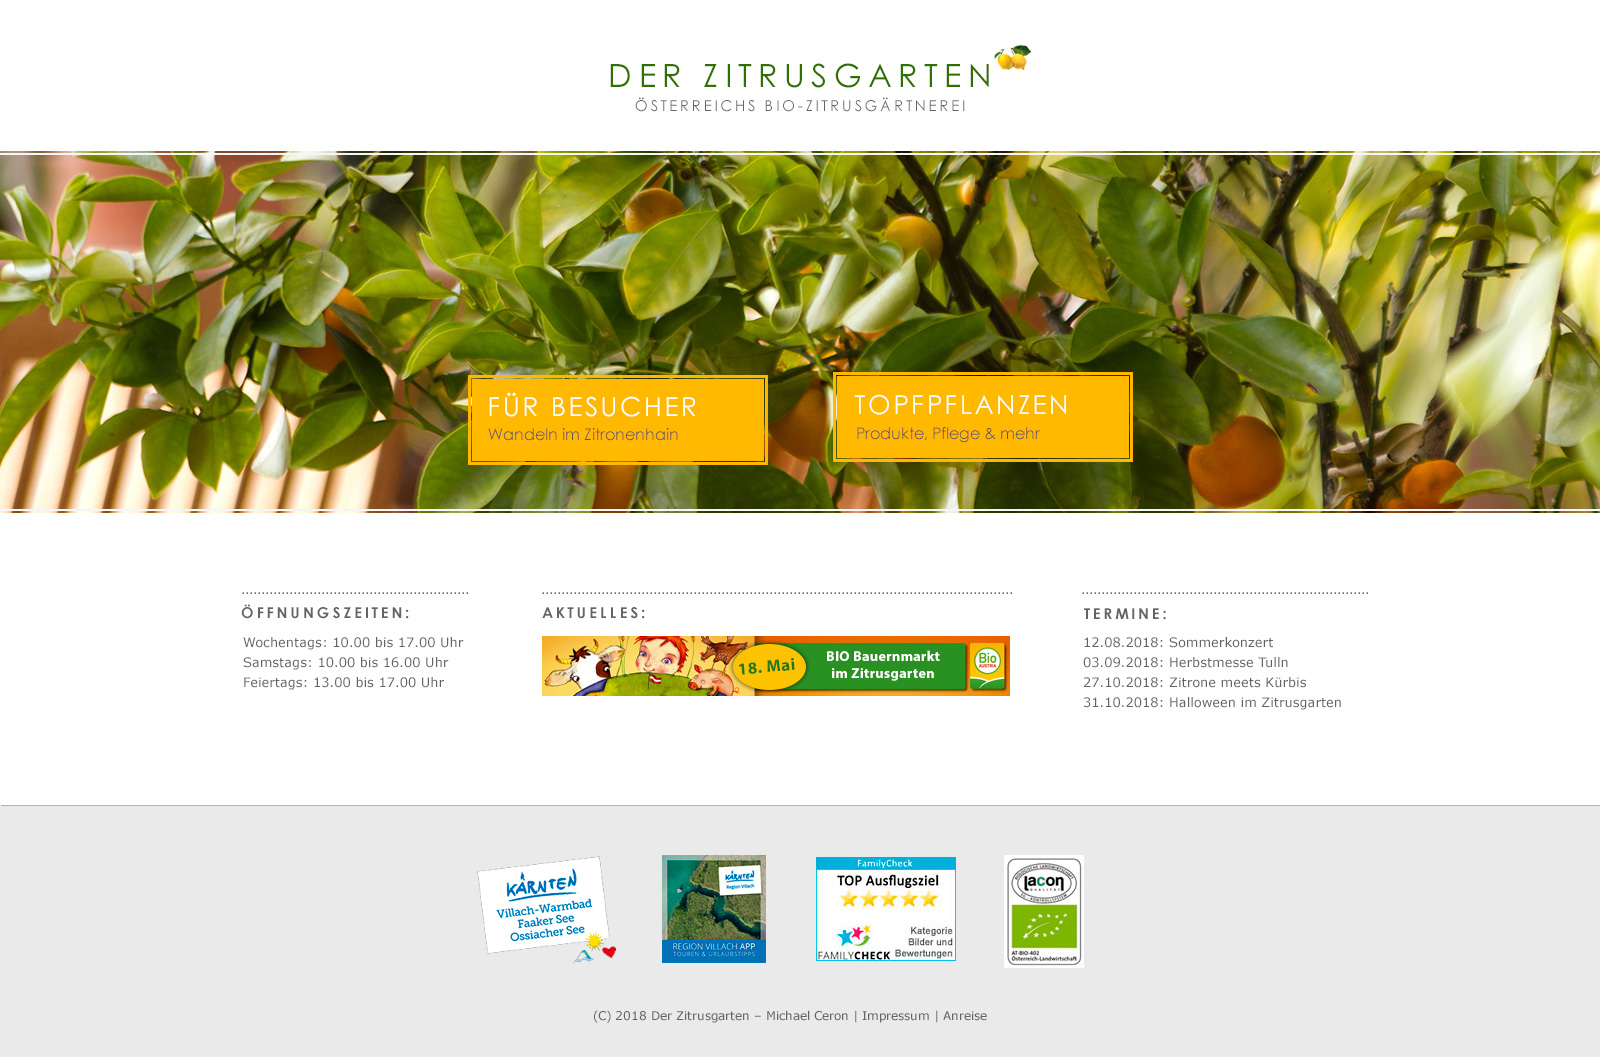 DER ZITRUSGARTEN
ÖSTERREICHS BIO-ZITRUSGÄRTNEREI
FÜR BESUCHER
Wandeln im Zitronenhain
TOPFPFLANZEN
Produkte, Pflege & mehr
ÖFFNUNGSZEITEN:
Wochentags: 10.00 bis 17.00 Uhr
Samstags: 10.00 bis 16.00 Uhr
Feiertags: 13.00 bis 17.00 Uhr
AKTUELLES:
18. Mai
BIO Bauernmarkt
im Zitrusgarten
Bio
AUSTRIA
TERMINE:
12.08.2018: Sommerkonzert
03.09.2018: Herbstmesse Tulln
27.10.2018: Zitrone meets Kürbis
31.10.2018: Halloween im Zitrusgarten
KÄRNTEN
Villach-Warmbad
Faaker See
Ossiacher See
KÄRNTEN
Region Villach
REGION VILLACH APP
TOUREN & URLAUBSTIPPS
FamilyCheck
TOP Ausflugsziel
Kategorie
Bilder und
Bewertungen
FAMILYCHECK
lacon
QUALITÄT
AT-BIO-402
Österreich-Landwirtschaft
(C) 2018 Der Zitrusgarten – Michael Ceron | Impressum | Anreise